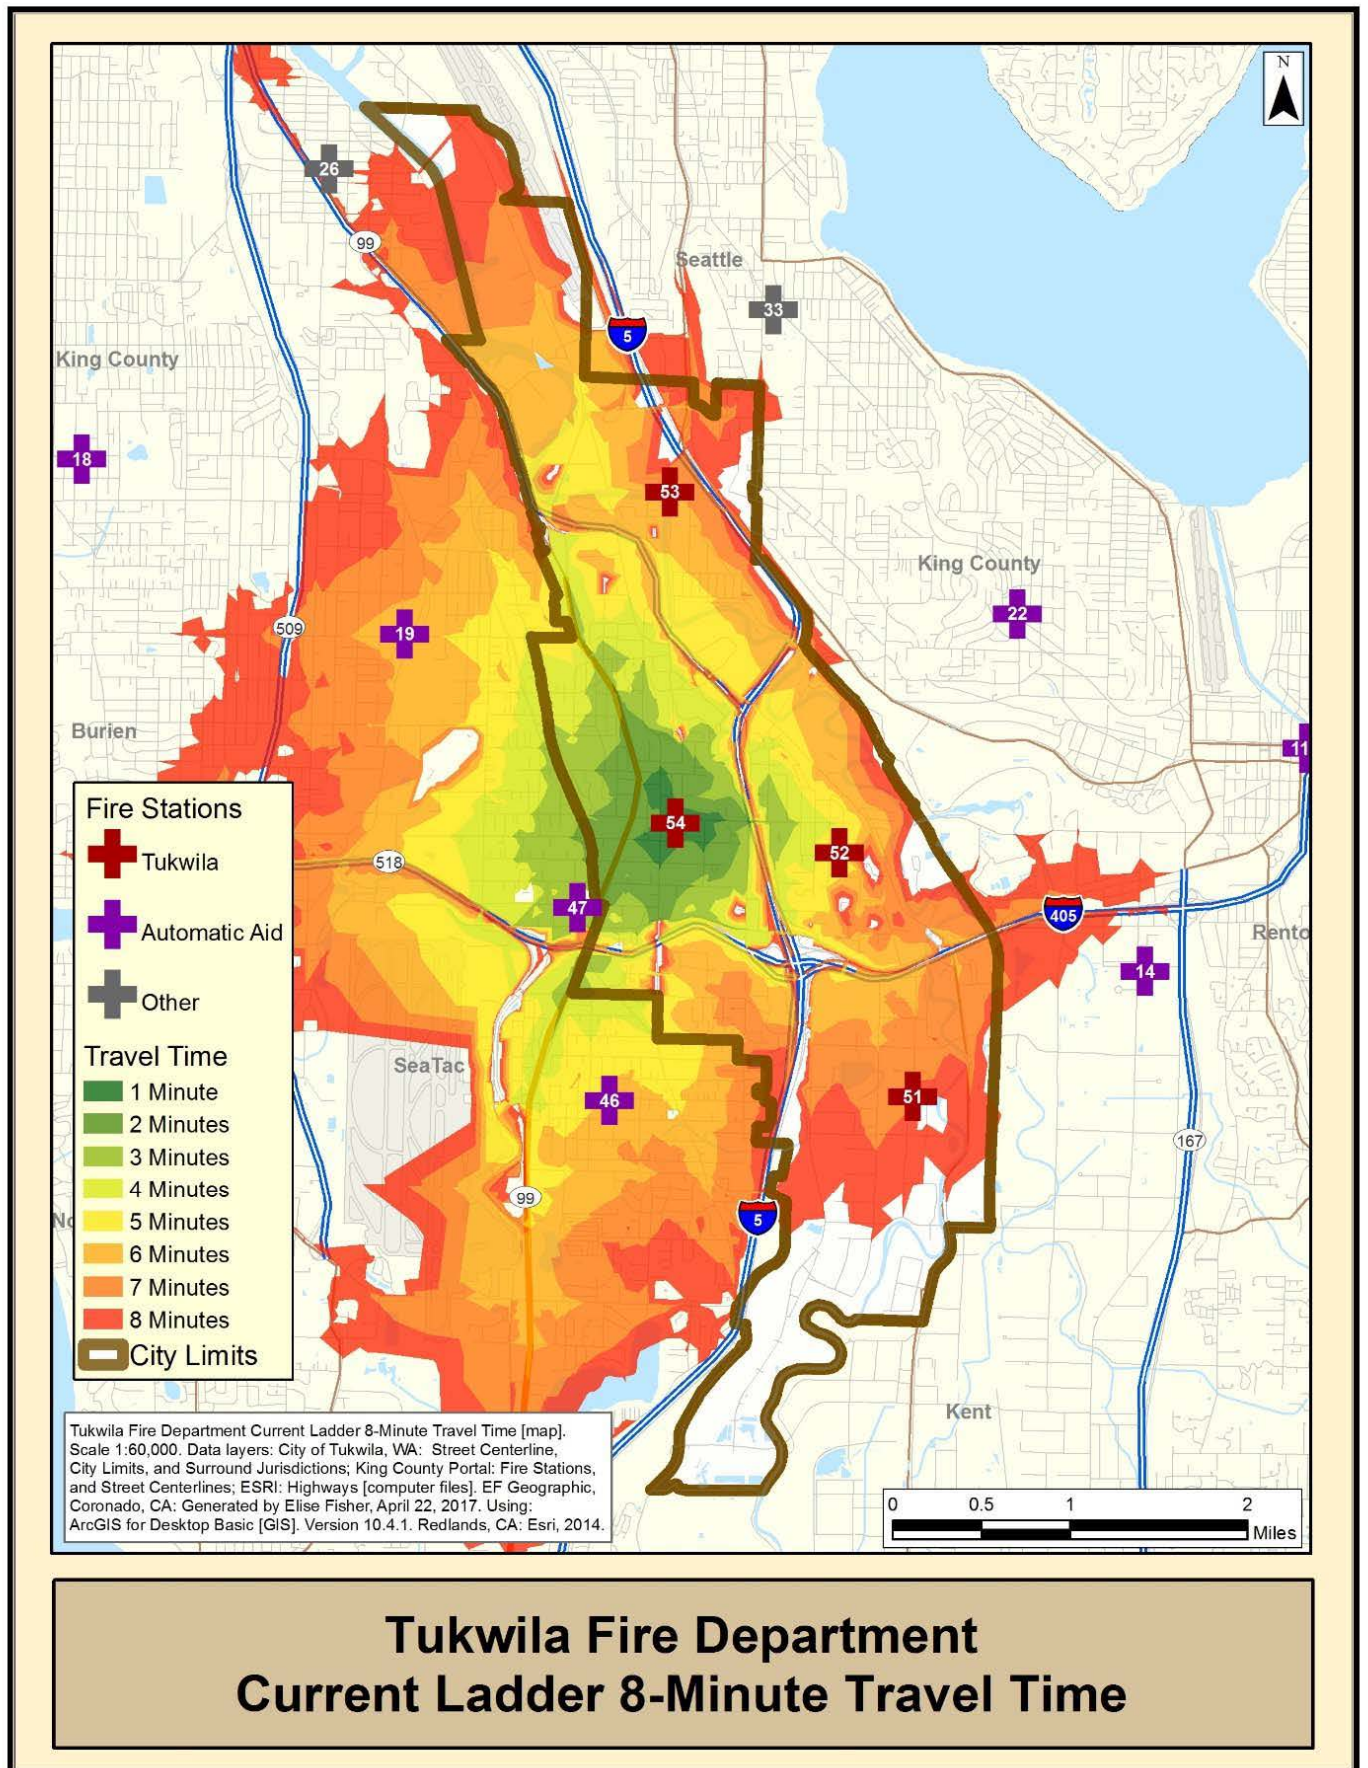 N
26
99
Seattle
33
5
King County
18
53
King County
22
509
19
Burien
11
Fire Stations
Tukwila
Automatic Aid
Other
54
52
518
47
405
Rento
14
SeaTac
46
51
167
99
No
5
Travel Time
1 Minute
2 Minutes
3 Minutes
4 Minutes
5 Minutes
6 Minutes
7 Minutes
8 Minutes
City Limits
Kent
Tukwila Fire Department Current Ladder 8-Minute Travel Time [map].
Scale 1:60,000. Data layers: City of Tukwila, WA: Street Centerline,
City Limits, and Surround Jurisdictions; King County Portal: Fire Stations,
and Street Centerlines; ESRI: Highways [computer files]. EF Geographic,
Coronado, CA: Generated by Elise Fisher, April 22, 2017. Using:
ArcGIS for Desktop Basic [GIS]. Version 10.4.1. Redlands, CA: Esri, 2014.
0 0.5 1 2
Miles
Tukwila Fire Department
Current Ladder 8-Minute Travel Time